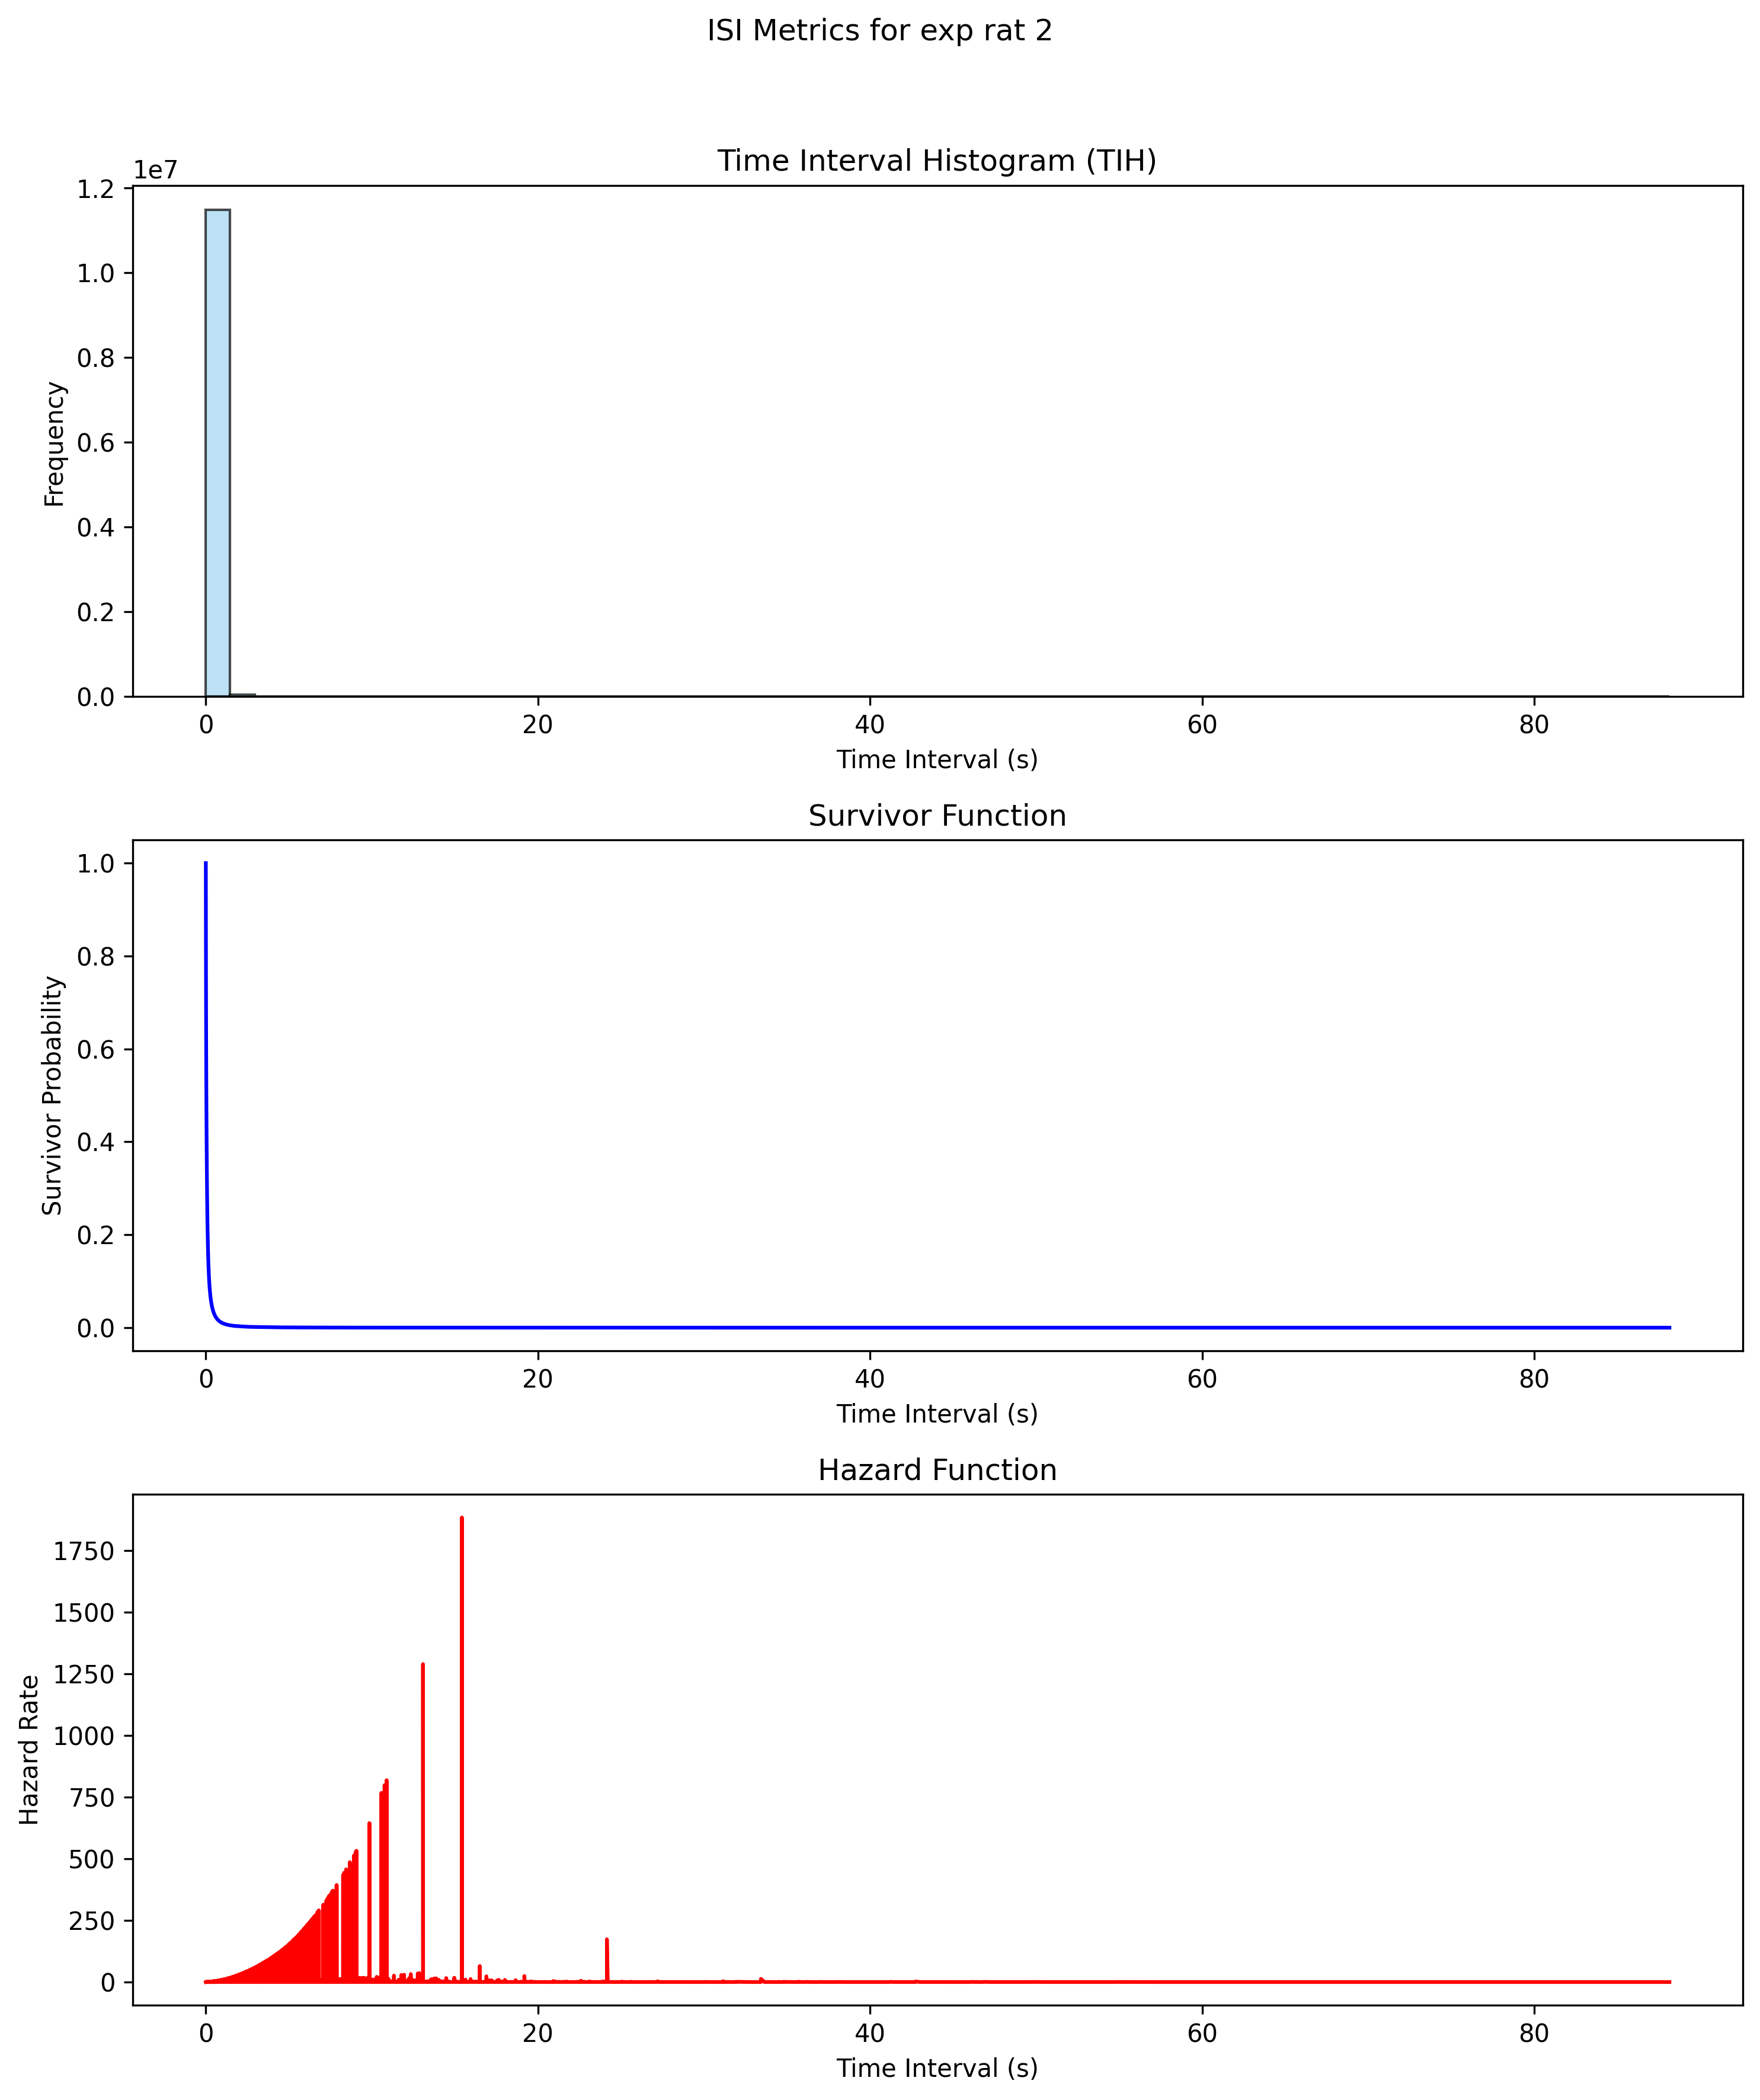 ISI Metrics for exp rat 2
Time Interval Histogram (TIH)
1e7
1.2
1.0
0.8
0.6
0.4
0.2
0.0
Frequency
0 20 40 60 80
Time Interval (s)
Survivor Function
1.0
0.8
0.6
0.4
0.2
0.0
Survivor Probability
0 20 40 60 80
Time Interval (s)
Hazard Function
1750
1500
1250
1000
750
500
250
0
Hazard Rate
0 20 40 60 80
Time Interval (s)